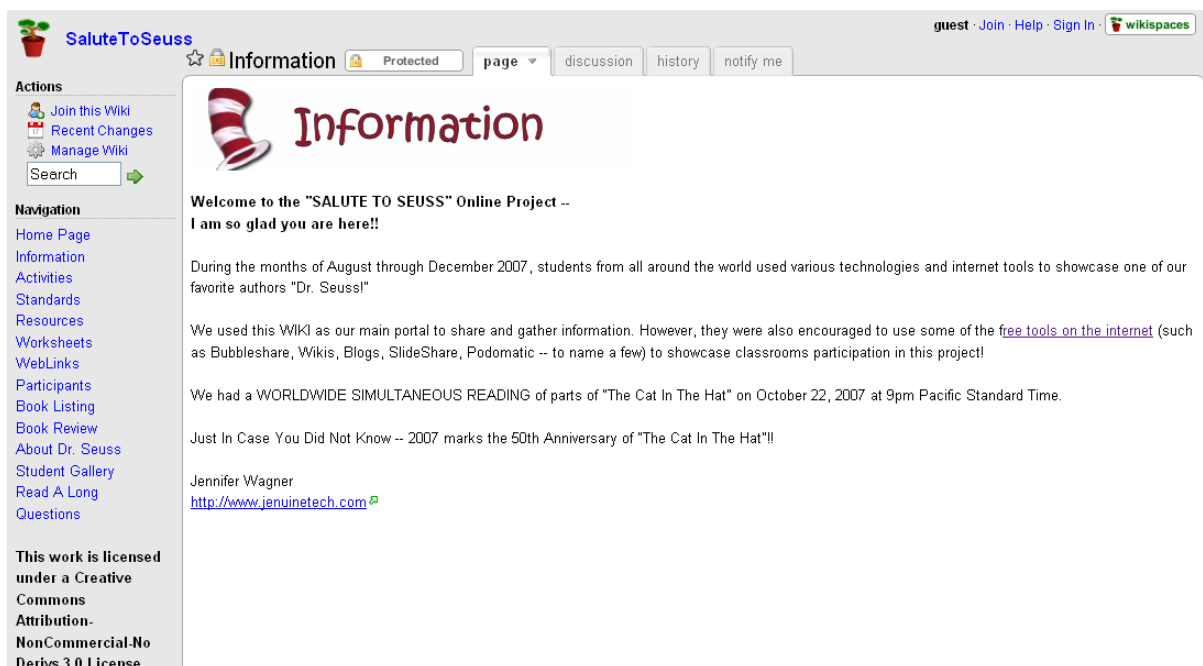 SaluteToSeuss
guest · Join · Help · Sign In · wikispaces
Information Protected page discussion history notify me
Actions
Join this Wiki
Recent Changes
Manage Wiki
Search
Navigation
Home Page
Information
Activities
Standards
Resources
Worksheets
WebLinks
Participants
Book Listing
Book Review
About Dr. Seuss
Student Gallery
Read A Long
Questions
This work is licensed
under a Creative
Commons
Attribution-
NonCommercial-No
Derivs 3.0 License
Information
Welcome to the "SALUTE TO SEUSS" Online Project --
I am so glad you are here!!
During the months of August through December 2007, students from all around the world used various technologies and internet tools to showcase one of our
favorite authors "Dr. Seuss!"
We used this WIKI as our main portal to share and gather information. However, they were also encouraged to use some of the free tools on the internet (such
as Bubbleshare, Wikis, Blogs, SlideShare, Podomatic -- to name a few) to showcase classrooms participation in this project!
We had a WORLDWIDE SIMULTANEOUS READING of parts of "The Cat In The Hat" on October 22, 2007 at 9pm Pacific Standard Time.
Just In Case You Did Not Know -- 2007 marks the 50th Anniversary of "The Cat In The Hat"!!
Jennifer Wagner
http://www.jenuinetech.com